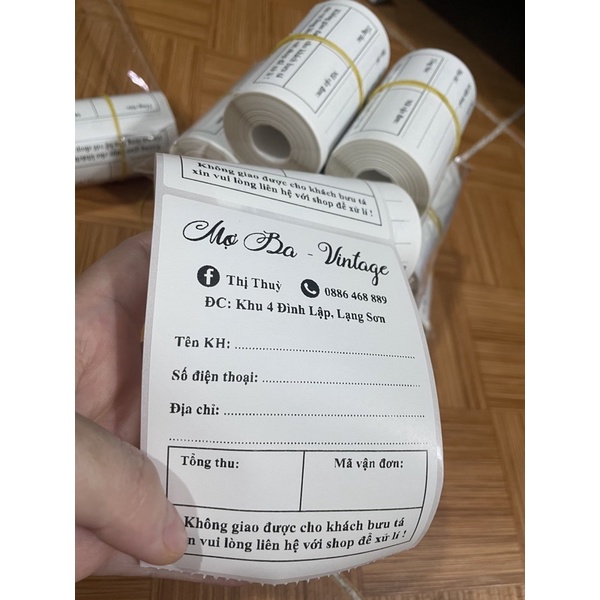 Không giao được cho khách bưu tá
xin vui lòng liên hệ với shop để xử lí !
Mợ Ba - Vintage
Thị Thuỳ 0886 468 889
ĐC: Khu 4 Đình Lập, Lạng Sơn
Tên KH: ................................
Số điện thoại: ................................
Địa chỉ: ................................
................................
Tổng thu: Mã vận đơn:
Không giao được cho khách bưu tá
xin vui lòng liên hệ với shop để xử lí !